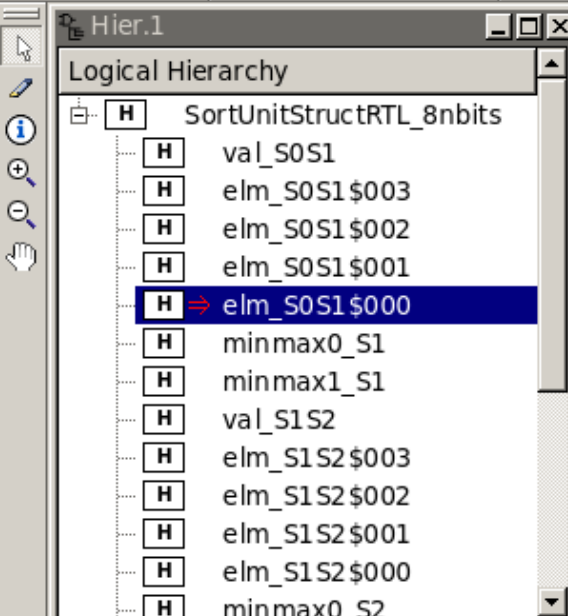 Hier.1
Logical Hierarchy
H SortUnitStructRTL_8nbits
H val_S0S1
H elm_S0S1$003
H elm_S0S1$002
H elm_S0S1$001
H ⇒ elm_S0S1$000
H minmax0_S1
H minmax1_S1
H val_S1S2
H elm_S1S2$003
H elm_S1S2$002
H elm_S1S2$001
H elm_S1S2$000
H minmax0_S2